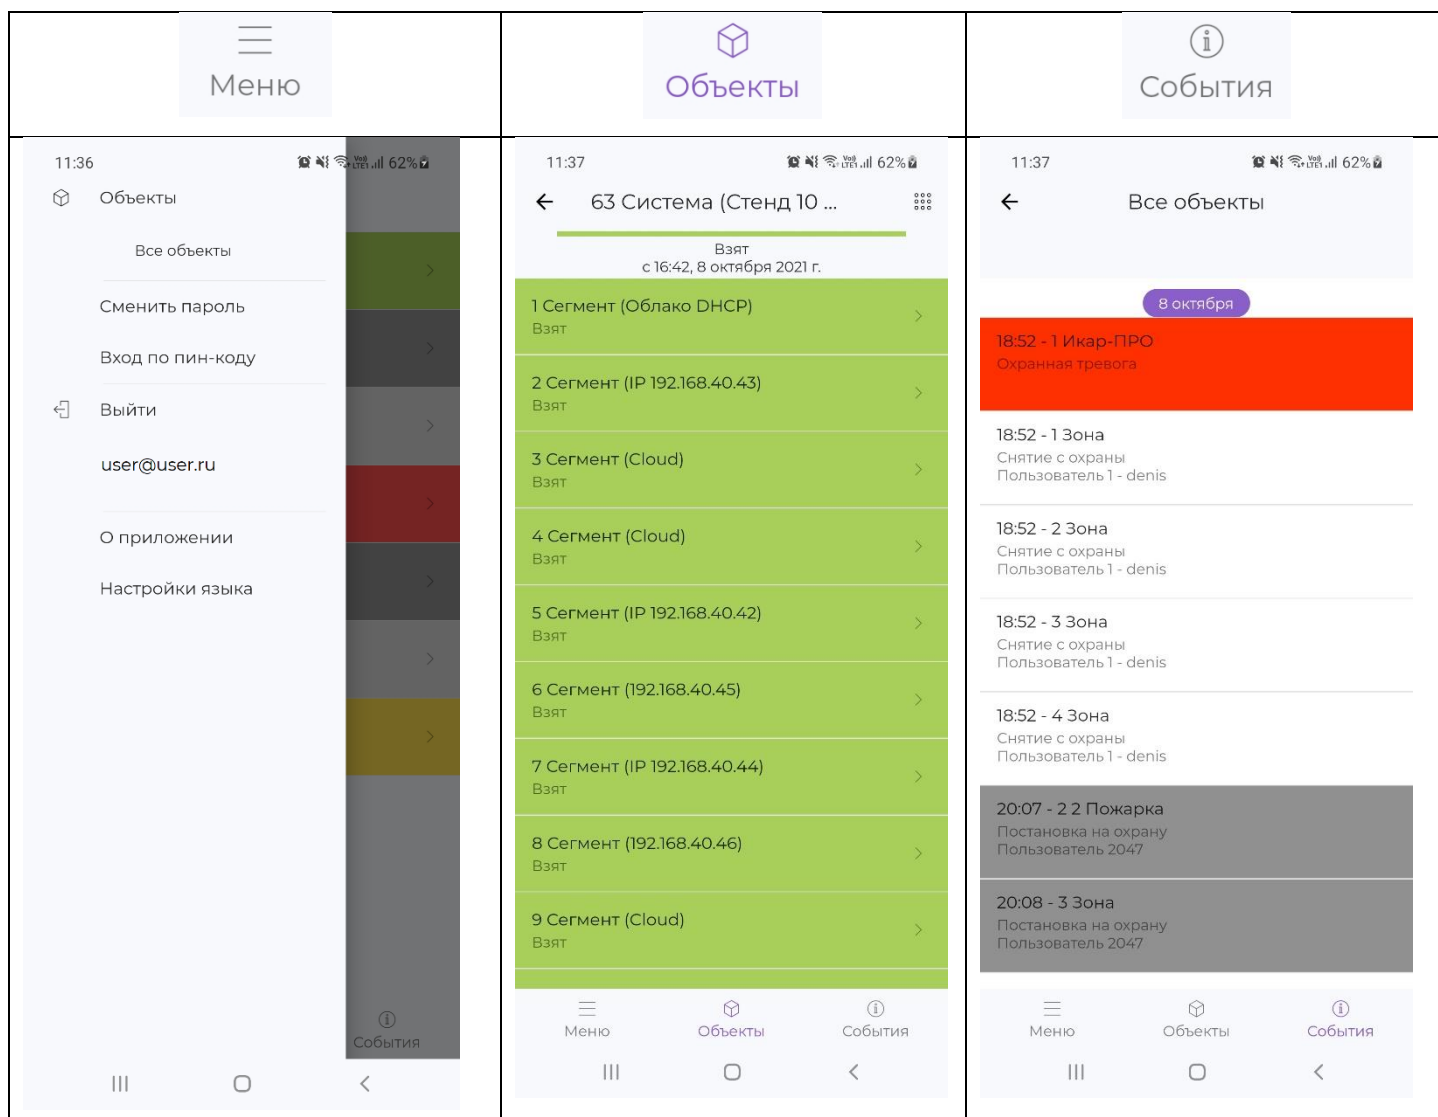 Меню
Объекты
События
11:36
62%
Объекты
Все объекты
Сменить пароль
Вход по пин-коду
Выйти
user@user.ru
О приложении
Настройки языка
События
11:37
62%
63 Система (Стенд 10 ...
Взят
с 16:42, 8 октября 2021 г.
1 Сегмент (Облако DHCP)
Взят
2 Сегмент (IP 192.168.40.43)
Взят
3 Сегмент (Cloud)
Взят
4 Сегмент (Cloud)
Взят
5 Сегмент (IP 192.168.40.42)
Взят
6 Сегмент (192.168.40.45)
Взят
7 Сегмент (IP 192.168.40.44)
Взят
8 Сегмент (192.168.40.46)
Взят
9 Сегмент (Cloud)
Взят
Меню
Объекты
События
11:37
62%
Все объекты
8 октября
18:52 - 1 Икар-ПРО
Охранная тревога
18:52 - 1 Зона
Снятие с охраны
Пользователь 1 - denis
18:52 - 2 Зона
Снятие с охраны
Пользователь 1 - denis
18:52 - 3 Зона
Снятие с охраны
Пользователь 1 - denis
18:52 - 4 Зона
Снятие с охраны
Пользователь 1 - denis
20:07 - 2 2 Пожарка
Постановка на охрану
Пользователь 2047
20:08 - 3 Зона
Постановка на охрану
Пользователь 2047
Меню
Объекты
События